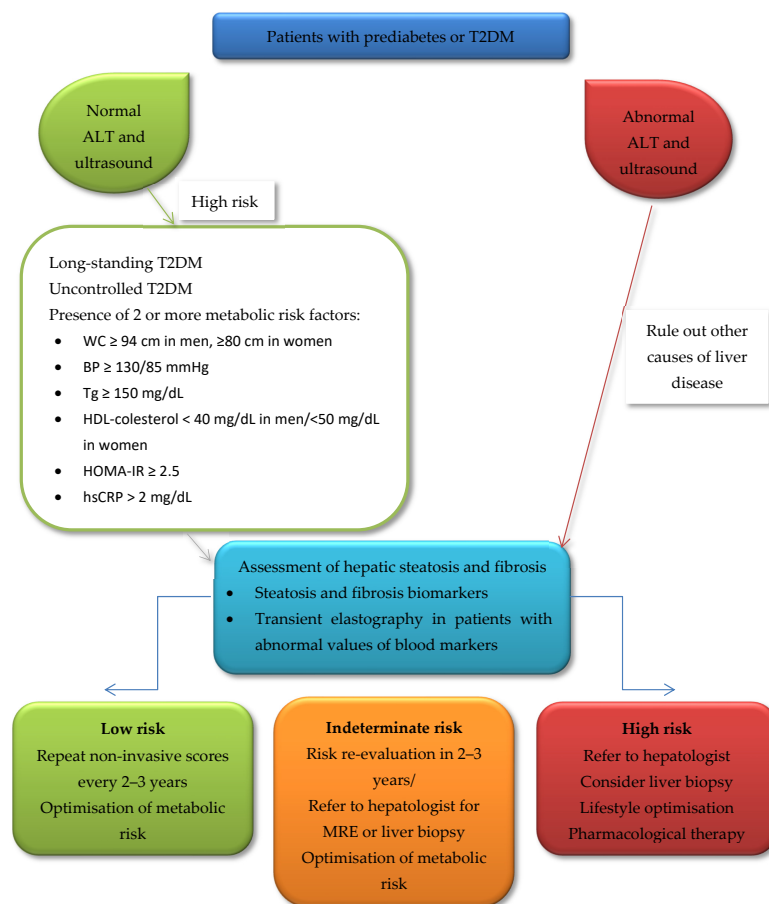 Patients with prediabetes or T2DM
Normal
ALT and
ultrasound
Abnormal
ALT and
ultrasound
High risk
Long-standing T2DM
Uncontrolled T2DM
Presence of 2 or more metabolic risk factors:
• WC ≥ 94 cm in men, ≥80 cm in women
• BP ≥ 130/85 mmHg
• Tg ≥ 150 mg/dL
• HDL-colesterol < 40 mg/dL in men/<50 mg/dL
in women
• HOMA-IR ≥ 2.5
• hsCRP > 2 mg/dL
Rule out other
causes of liver
disease
Assessment of hepatic steatosis and fibrosis
• Steatosis and fibrosis biomarkers
• Transient elastography in patients with
abnormal values of blood markers
Low risk
Repeat non-invasive scores
every 2–3 years
Optimisation of metabolic
risk
Indeterminate risk
Risk re-evaluation in 2–3
years/
Refer to hepatologist for
MRE or liver biopsy
Optimisation of metabolic
risk
High risk
Refer to hepatologist
Consider liver biopsy
Lifestyle optimisation
Pharmacological therapy